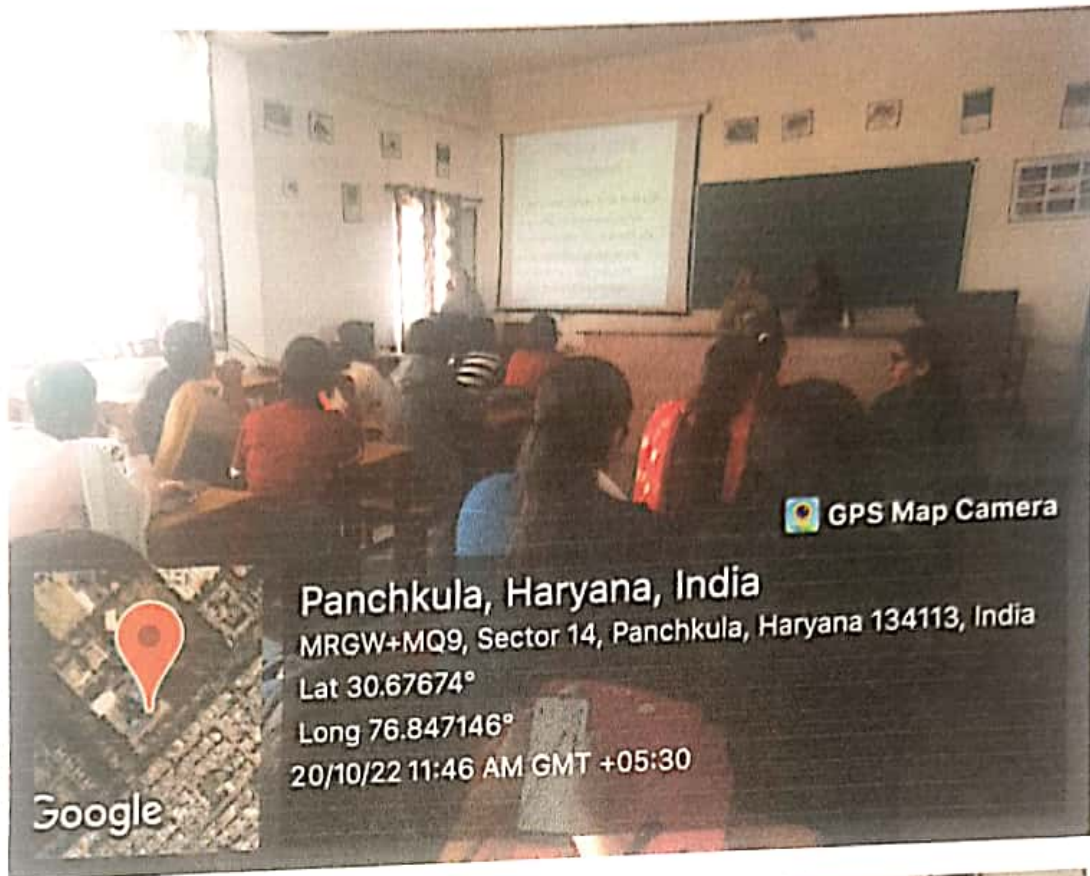 GPS Map Camera
Panchkula, Haryana, India
MRGW+MQ9, Sector 14, Panchkula, Haryana 134113, India
Lat 30.67674°
Long 76.847146°
20/10/22 11:46 AM GMT +05:30
Google